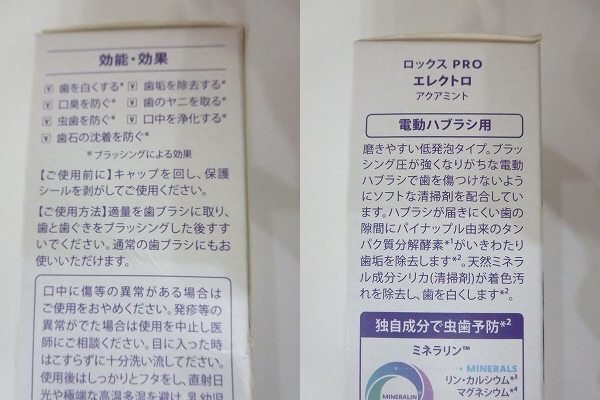 効能・効果
☑ 歯を白くする* ☑ 歯垢を除去する*
☑ 口臭を防ぐ* ☑ 歯のヤニを取る*
☑ 虫歯を防ぐ* ☑ 口中を浄化する*
☑ 歯石の沈着を防ぐ*
*ブラッシングによる効果
【ご使用前に】キャップを回し、保護
シールを剥がしてご使用ください。
【ご使用方法】適量を歯ブラシに取り、
歯と歯ぐきをブラッシングした後すす
いでください。通常の歯ブラシにもお
使いいただけます。
口中に傷等の異常がある場合は
ご使用をおやめください。発疹等の
異常がでた場合は使用を中止し医
師にご相談ください。目に入った時
はこすらずに十分洗い流してださい。
使用後はしっかりとフタをし、直射日
光や極端な高温多湿を避け、乳幼児
ロックス PRO
エレクトロ
アクアミント
電動ハブラシ用
磨きやすい低発泡タイプ。ブラッ
シング圧が強くなりがちな電動
ハブラシで歯を傷つけないよう
にソフトな清掃剤を配合してい
ます。ハブラシが届きにくい歯の
隙間にパイナップル由来のタン
パク質分解酵素*¹がいきわたり
歯垢を除去します*²。天然ミネラ
ル成分シリカ(清掃剤)が着色汚
れを除去し、歯を白くします*²。
独自成分で虫歯予防*²
ミネラリン™
MINERALS
リン・カルシウム*³
マグネシウム*⁴
MINERALIN